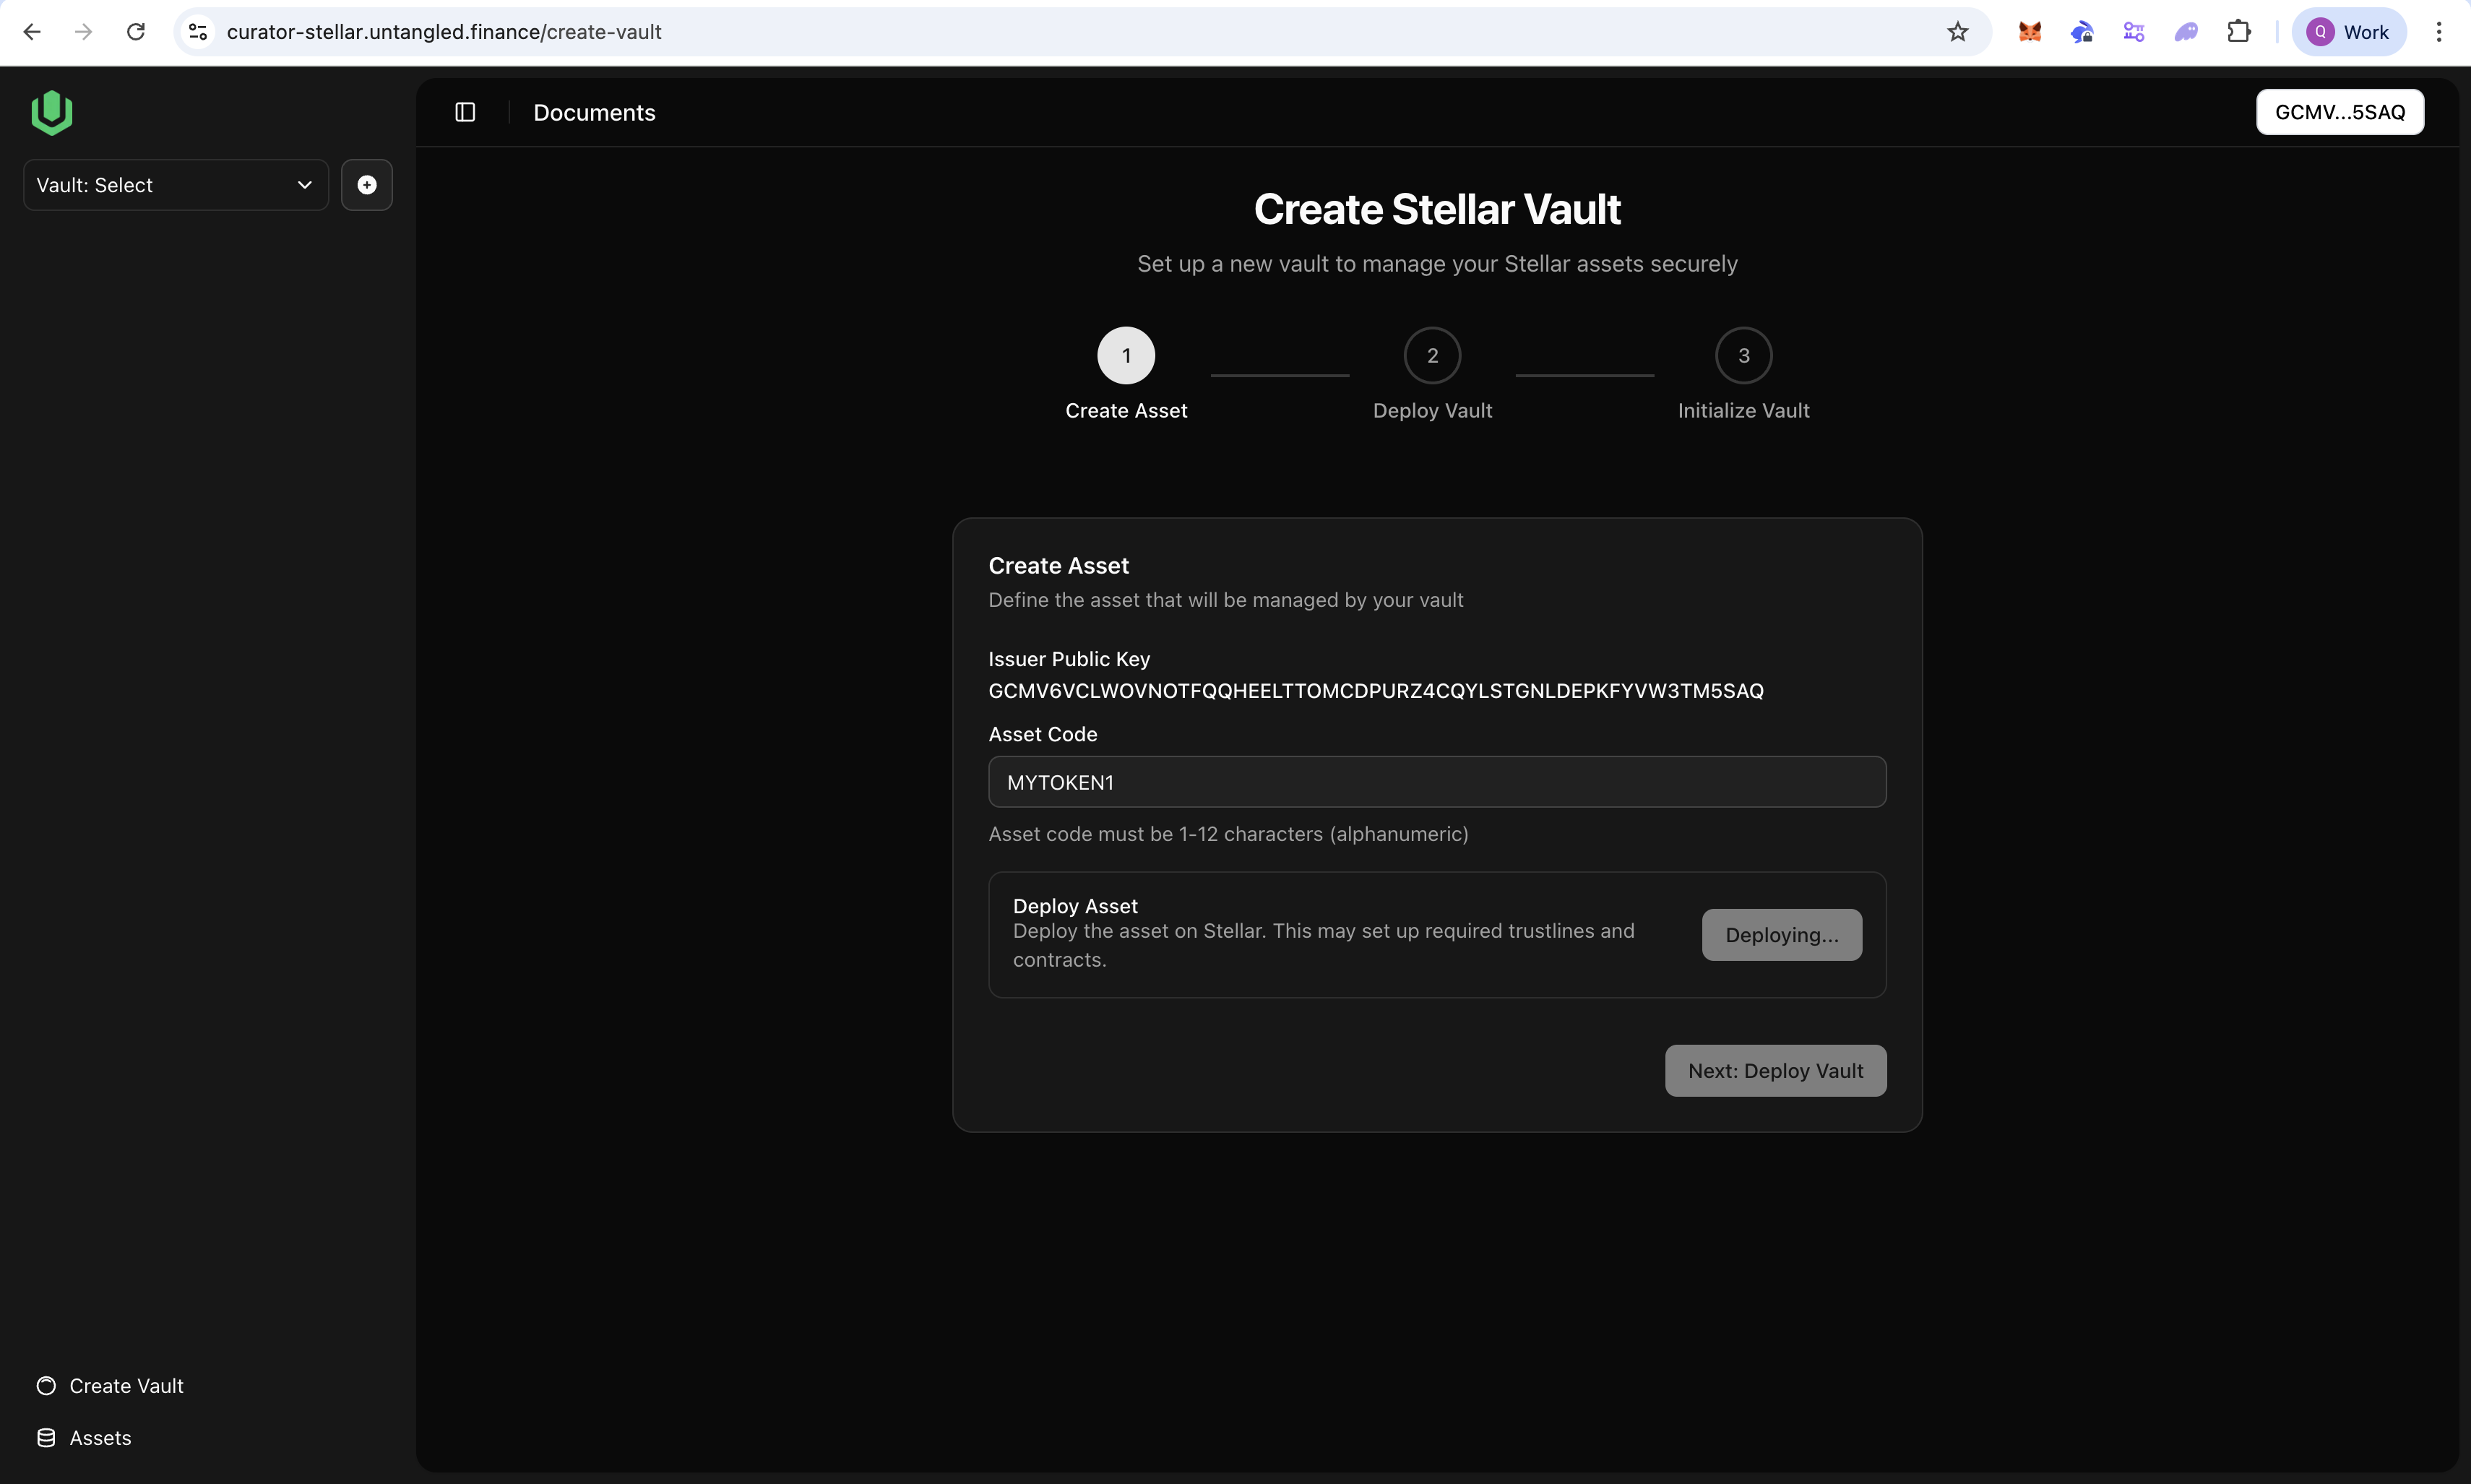 curator-stellar.untangled.finance/create-vault
Q Work
Vault: Select
Documents
GCMV...5SAQ
Create Stellar Vault
Set up a new vault to manage your Stellar assets securely
1
2
3
Create Asset
Deploy Vault
Initialize Vault
Create Asset
Define the asset that will be managed by your vault
Issuer Public Key
GCMV6VCLWOVNOTFQQHEELTTOMCDPURZ4CQYLSTGNLDEPKFYVW3TM5SAQ
Asset Code
MYTOKEN1
Asset code must be 1-12 characters (alphanumeric)
Deploy Asset
Deploy the asset on Stellar. This may set up required trustlines and
contracts.
Deploying...
Next: Deploy Vault
Create Vault
Assets